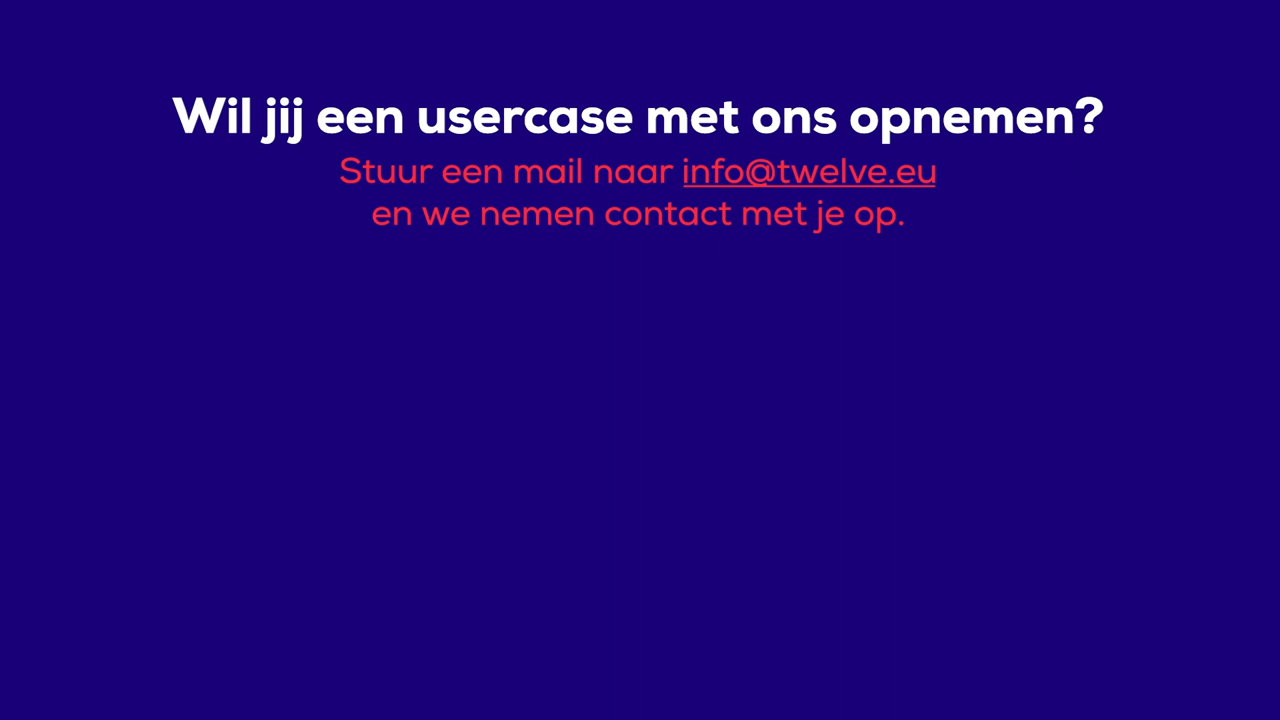 Wil jij een usercase met ons opnemen?
Stuur een mail naar info@twelve.eu
en we nemen contact met je op.